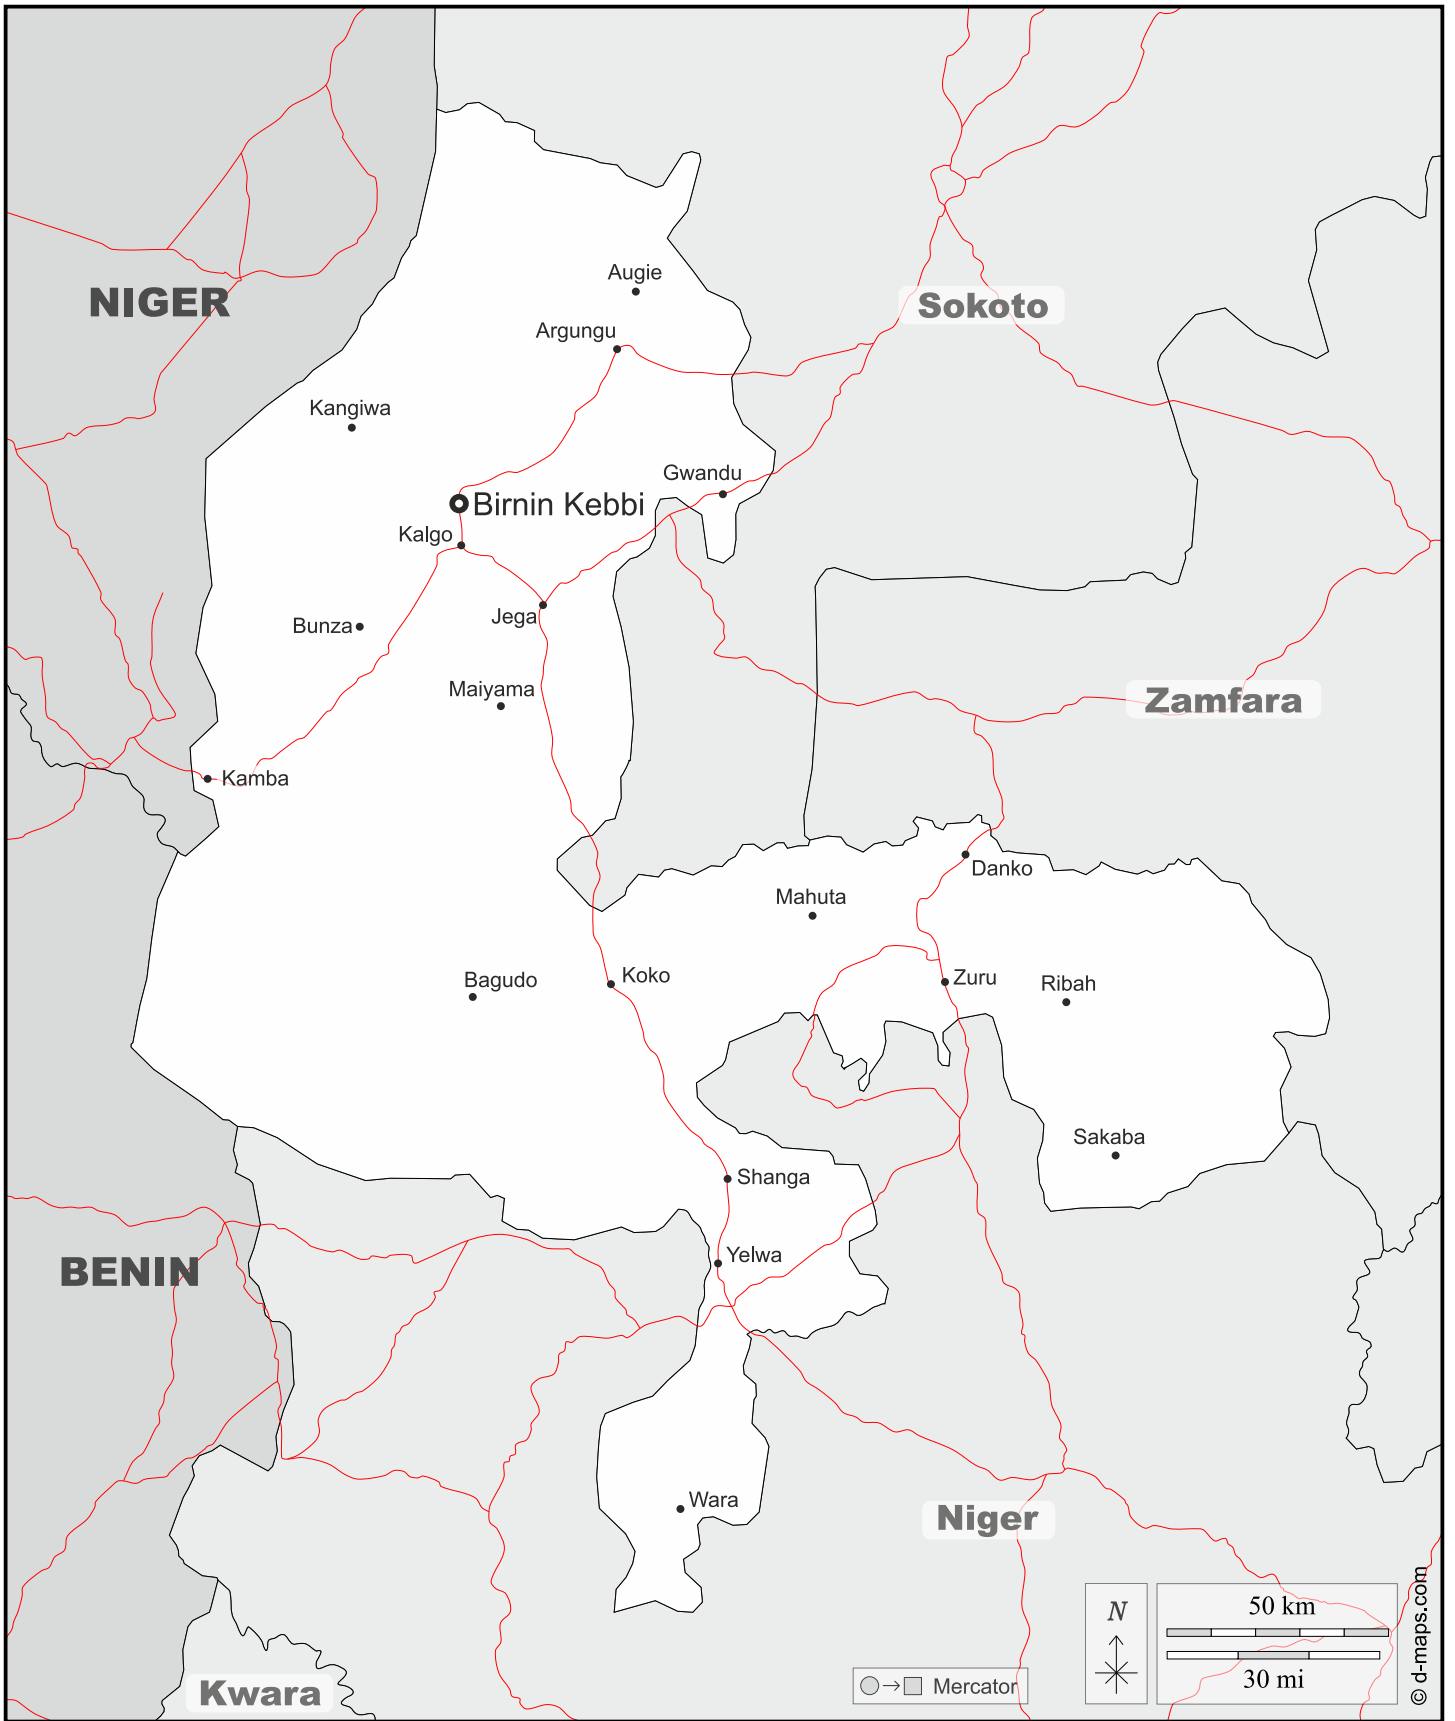 Augie
NIGER
Sokoto
Argungu
Kangiwa
Gwandu
Birnin Kebbi
Kalgo
Jega
Bunza
Maiyama
Zamfara
Kamba
Danko
Mahuta
Koko
Zuru
Bagudo
Ribah
Sakaba
Shanga
Yelwa
BENIN
Wara
Niger
N
50 km
30 mi
Mercator
Kwara
© d-maps.com